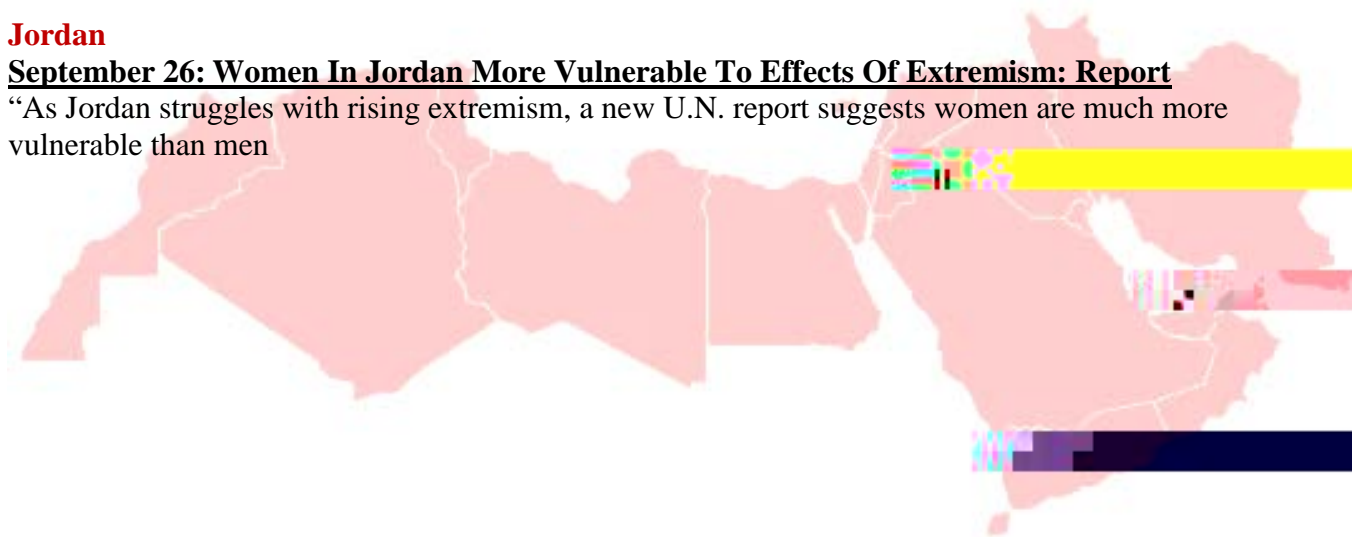 Jordan
September 26: Women In Jordan More Vulnerable To Effects Of Extremism: Report
“As Jordan struggles with rising extremism, a new U.N. report suggests women are much more
vulnerable than men